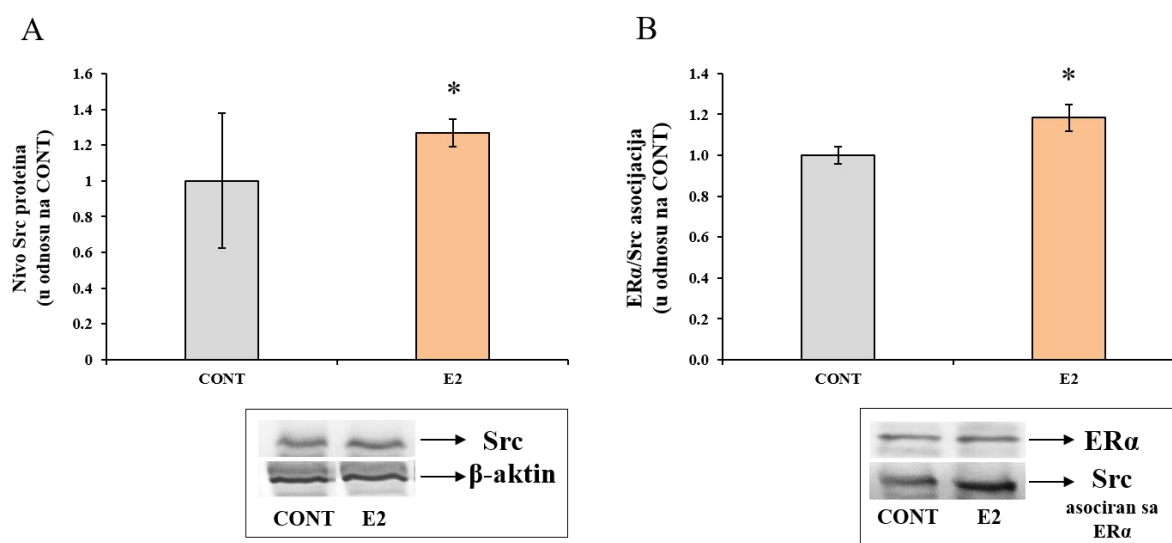 A
Nivo Src proteina
(u odnosu na CONT)
1.6
1.4
1.2
1
0.8
0.6
0.4
0.2
0
*
CONT
E2
Src
β-aktin
CONT E2
B
ERα/Src asocijacija
(u odnosu na CONT)
1.4
1.2
1.0
0.8
0.6
0.4
0.2
0.0
*
CONT
E2
ERα
Src
asociran sa
ERα
CONT E2